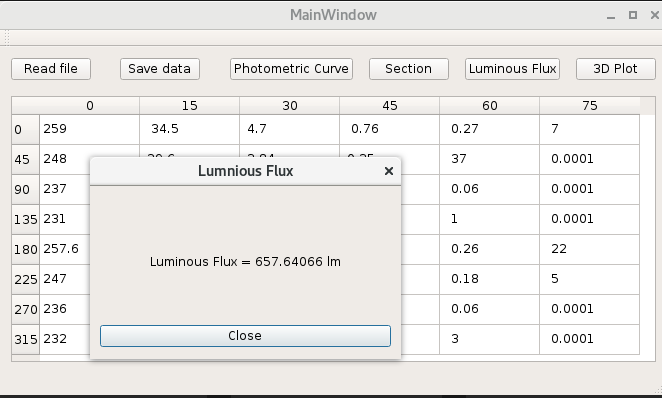 MainWindow
Read file Save data Photometric Curve Section Luminous Flux 3D Plot
0 15 30 45 60 75
0 259 34.5 4.7 0.76 0.27 7
45 248 37 0.0001
90 237 0.06 0.0001
135 231 1 0.0001
180 257.6 0.26 22
225 247 0.18 5
270 236 0.06 0.0001
315 232 3 0.0001
Lumnious Flux
Luminous Flux = 657.64066 lm
Close